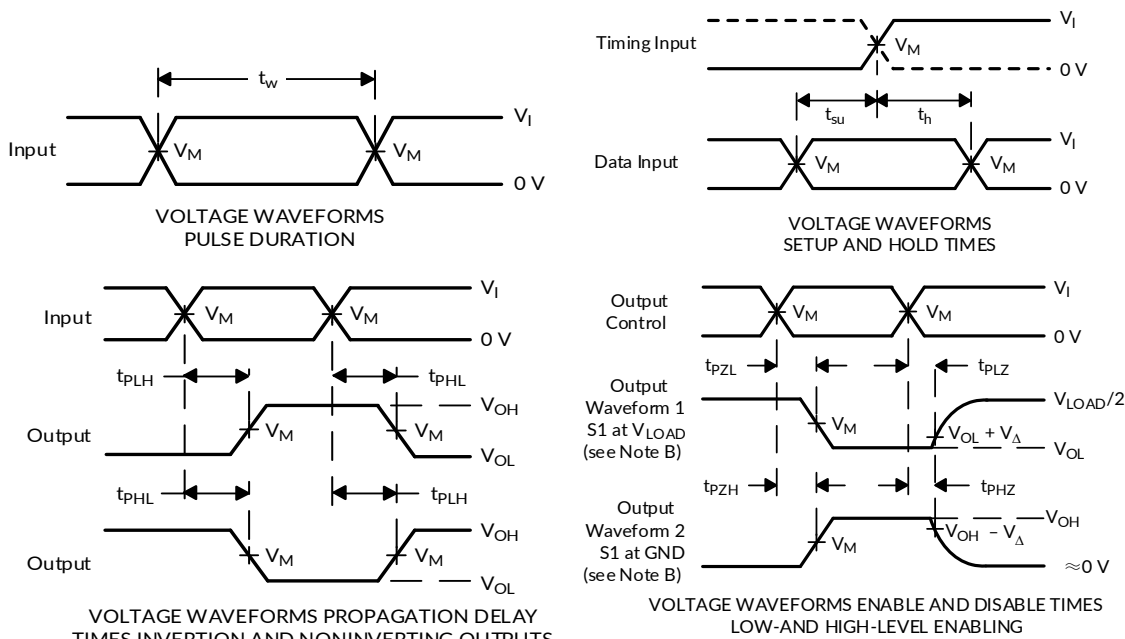 t_w
V_I
Input
V_M
V_M
0 V
VOLTAGE WAVEFORMS
PULSE DURATION
V_I
Timing Input
V_M
0 V
t_su
t_h
V_I
Data Input
V_M
V_M
0 V
VOLTAGE WAVEFORMS
SETUP AND HOLD TIMES
V_I
Input
V_M
V_M
0 V
t_PLH
t_PHL
V_OH
Output
V_M
V_M
V_OL
t_PHL
t_PLH
V_OH
Output
V_M
V_M
V_OL
VOLTAGE WAVEFORMS PROPAGATION DELAY
TIMES INVERTION AND NONINVERTING OUTPUTS
V_I
Output
Control
V_M
V_M
0 V
t_PZL
t_PLZ
Output
Waveform 1
S1 at V_LOAD
(see Note B)
V_LOAD/2
V_M
V_OL + V_Δ
V_OL
t_PZH
t_PHZ
Output
Waveform 2
S1 at GND
(see Note B)
V_OH
V_M
V_OH – V_Δ
≈0 V
VOLTAGE WAVEFORMS ENABLE AND DISABLE TIMES
LOW-AND HIGH-LEVEL ENABLING